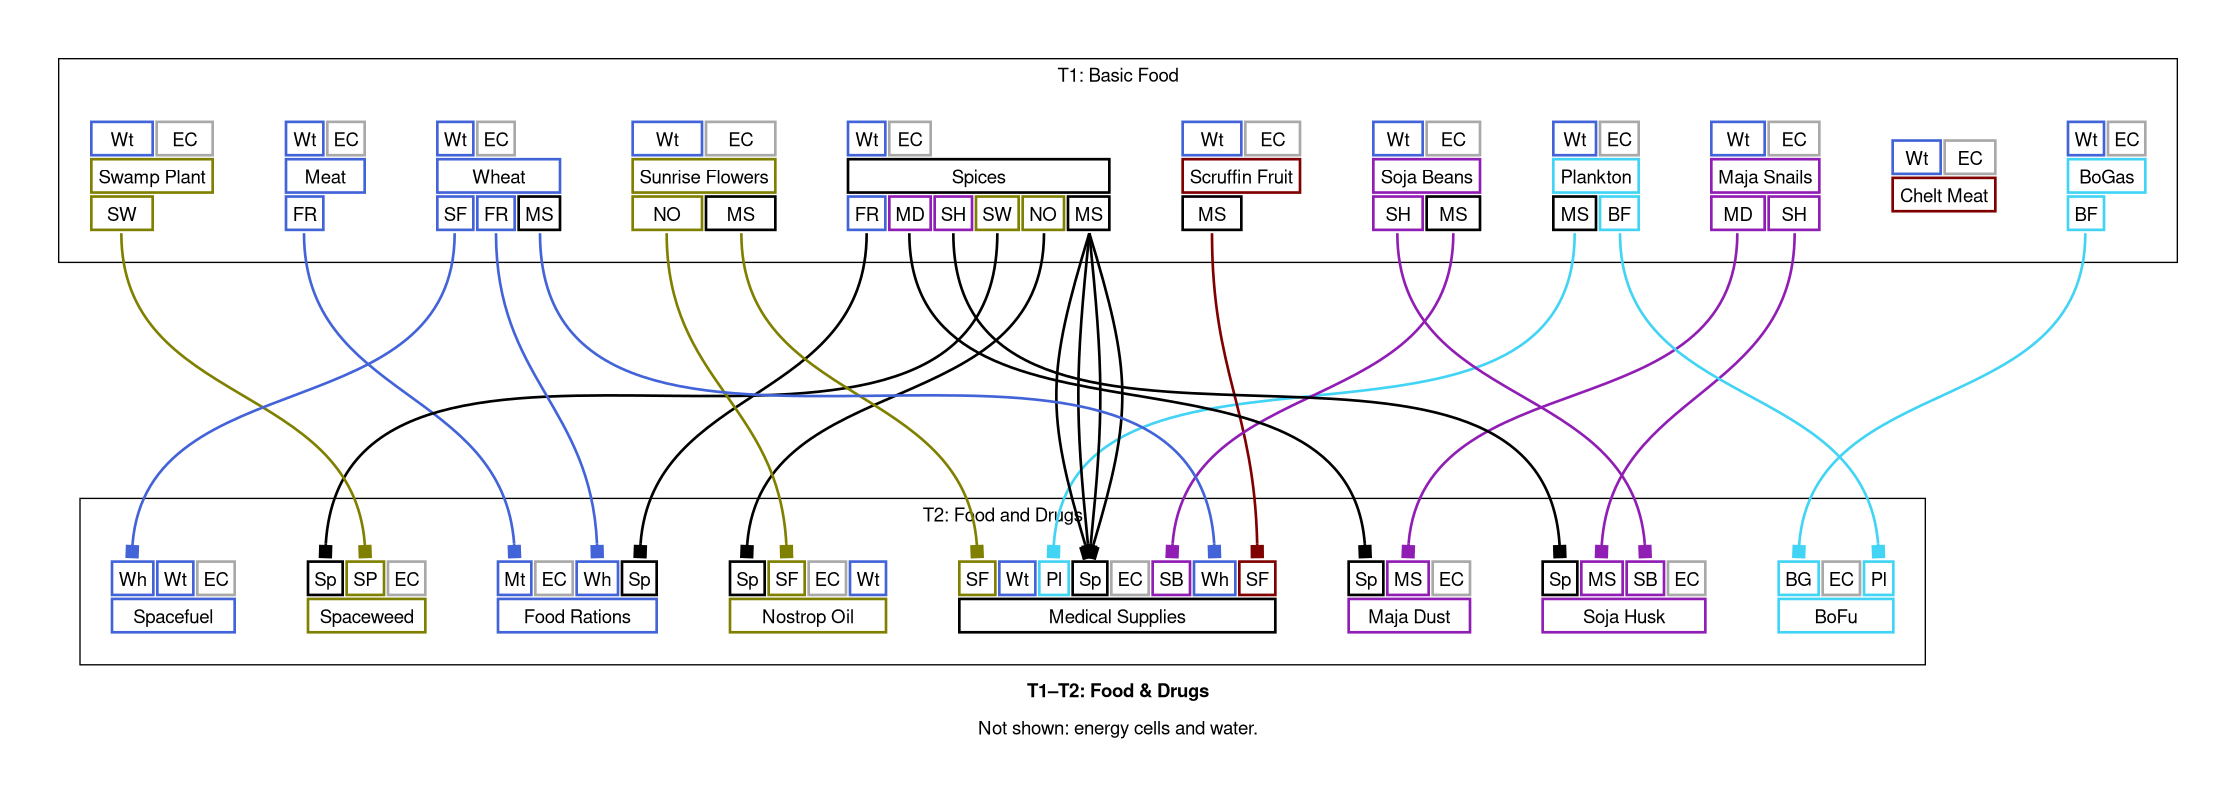 T1: Basic Food
Wt EC Wt EC Wt EC Wt EC Wt EC Wt EC Wt EC Wt EC Wt EC Wt EC Wt EC
Swamp Plant Meat Wheat Sunrise Flowers Spices Scruffin Fruit Soja Beans Plankton Maja Snails Chelt Meat BoGas
SW FR SF FR MS NO MS FR MD SH SW NO MS MS SH MS MS BF MD SH BF
T2: Food and Drugs
Wh Wt EC Sp SP EC Mt EC Wh Sp Sp SF EC Wt SF Wt Pl Sp EC SB Wh SF Sp MS EC Sp MS SB EC BG EC Pl
Spacefuel Spaceweed Food Rations Nostrop Oil Medical Supplies Maja Dust Soja Husk BoFu
T1–T2: Food & Drugs
Not shown: energy cells and water.